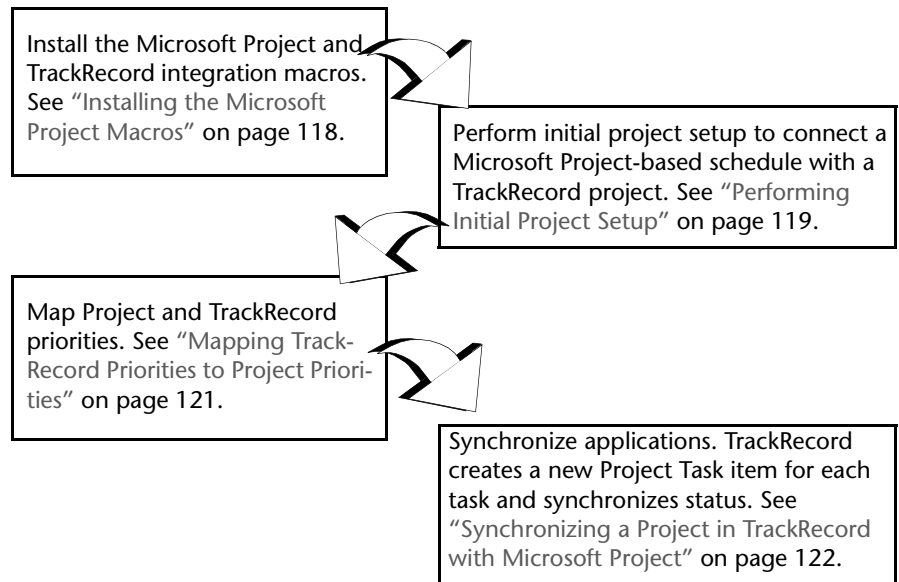 Install the Microsoft Project and
TrackRecord integration macros.
See “Installing the Microsoft
Project Macros” on page 118.
Perform initial project setup to connect a
Microsoft Project-based schedule with a
TrackRecord project. See “Performing
Initial Project Setup” on page 119.
Map Project and TrackRecord
priorities. See “Mapping Track-
Record Priorities to Project Priori-
ties” on page 121.
Synchronize applications. TrackRecord
creates a new Project Task item for each
task and synchronizes status. See
“Synchronizing a Project in TrackRecord
with Microsoft Project” on page 122.